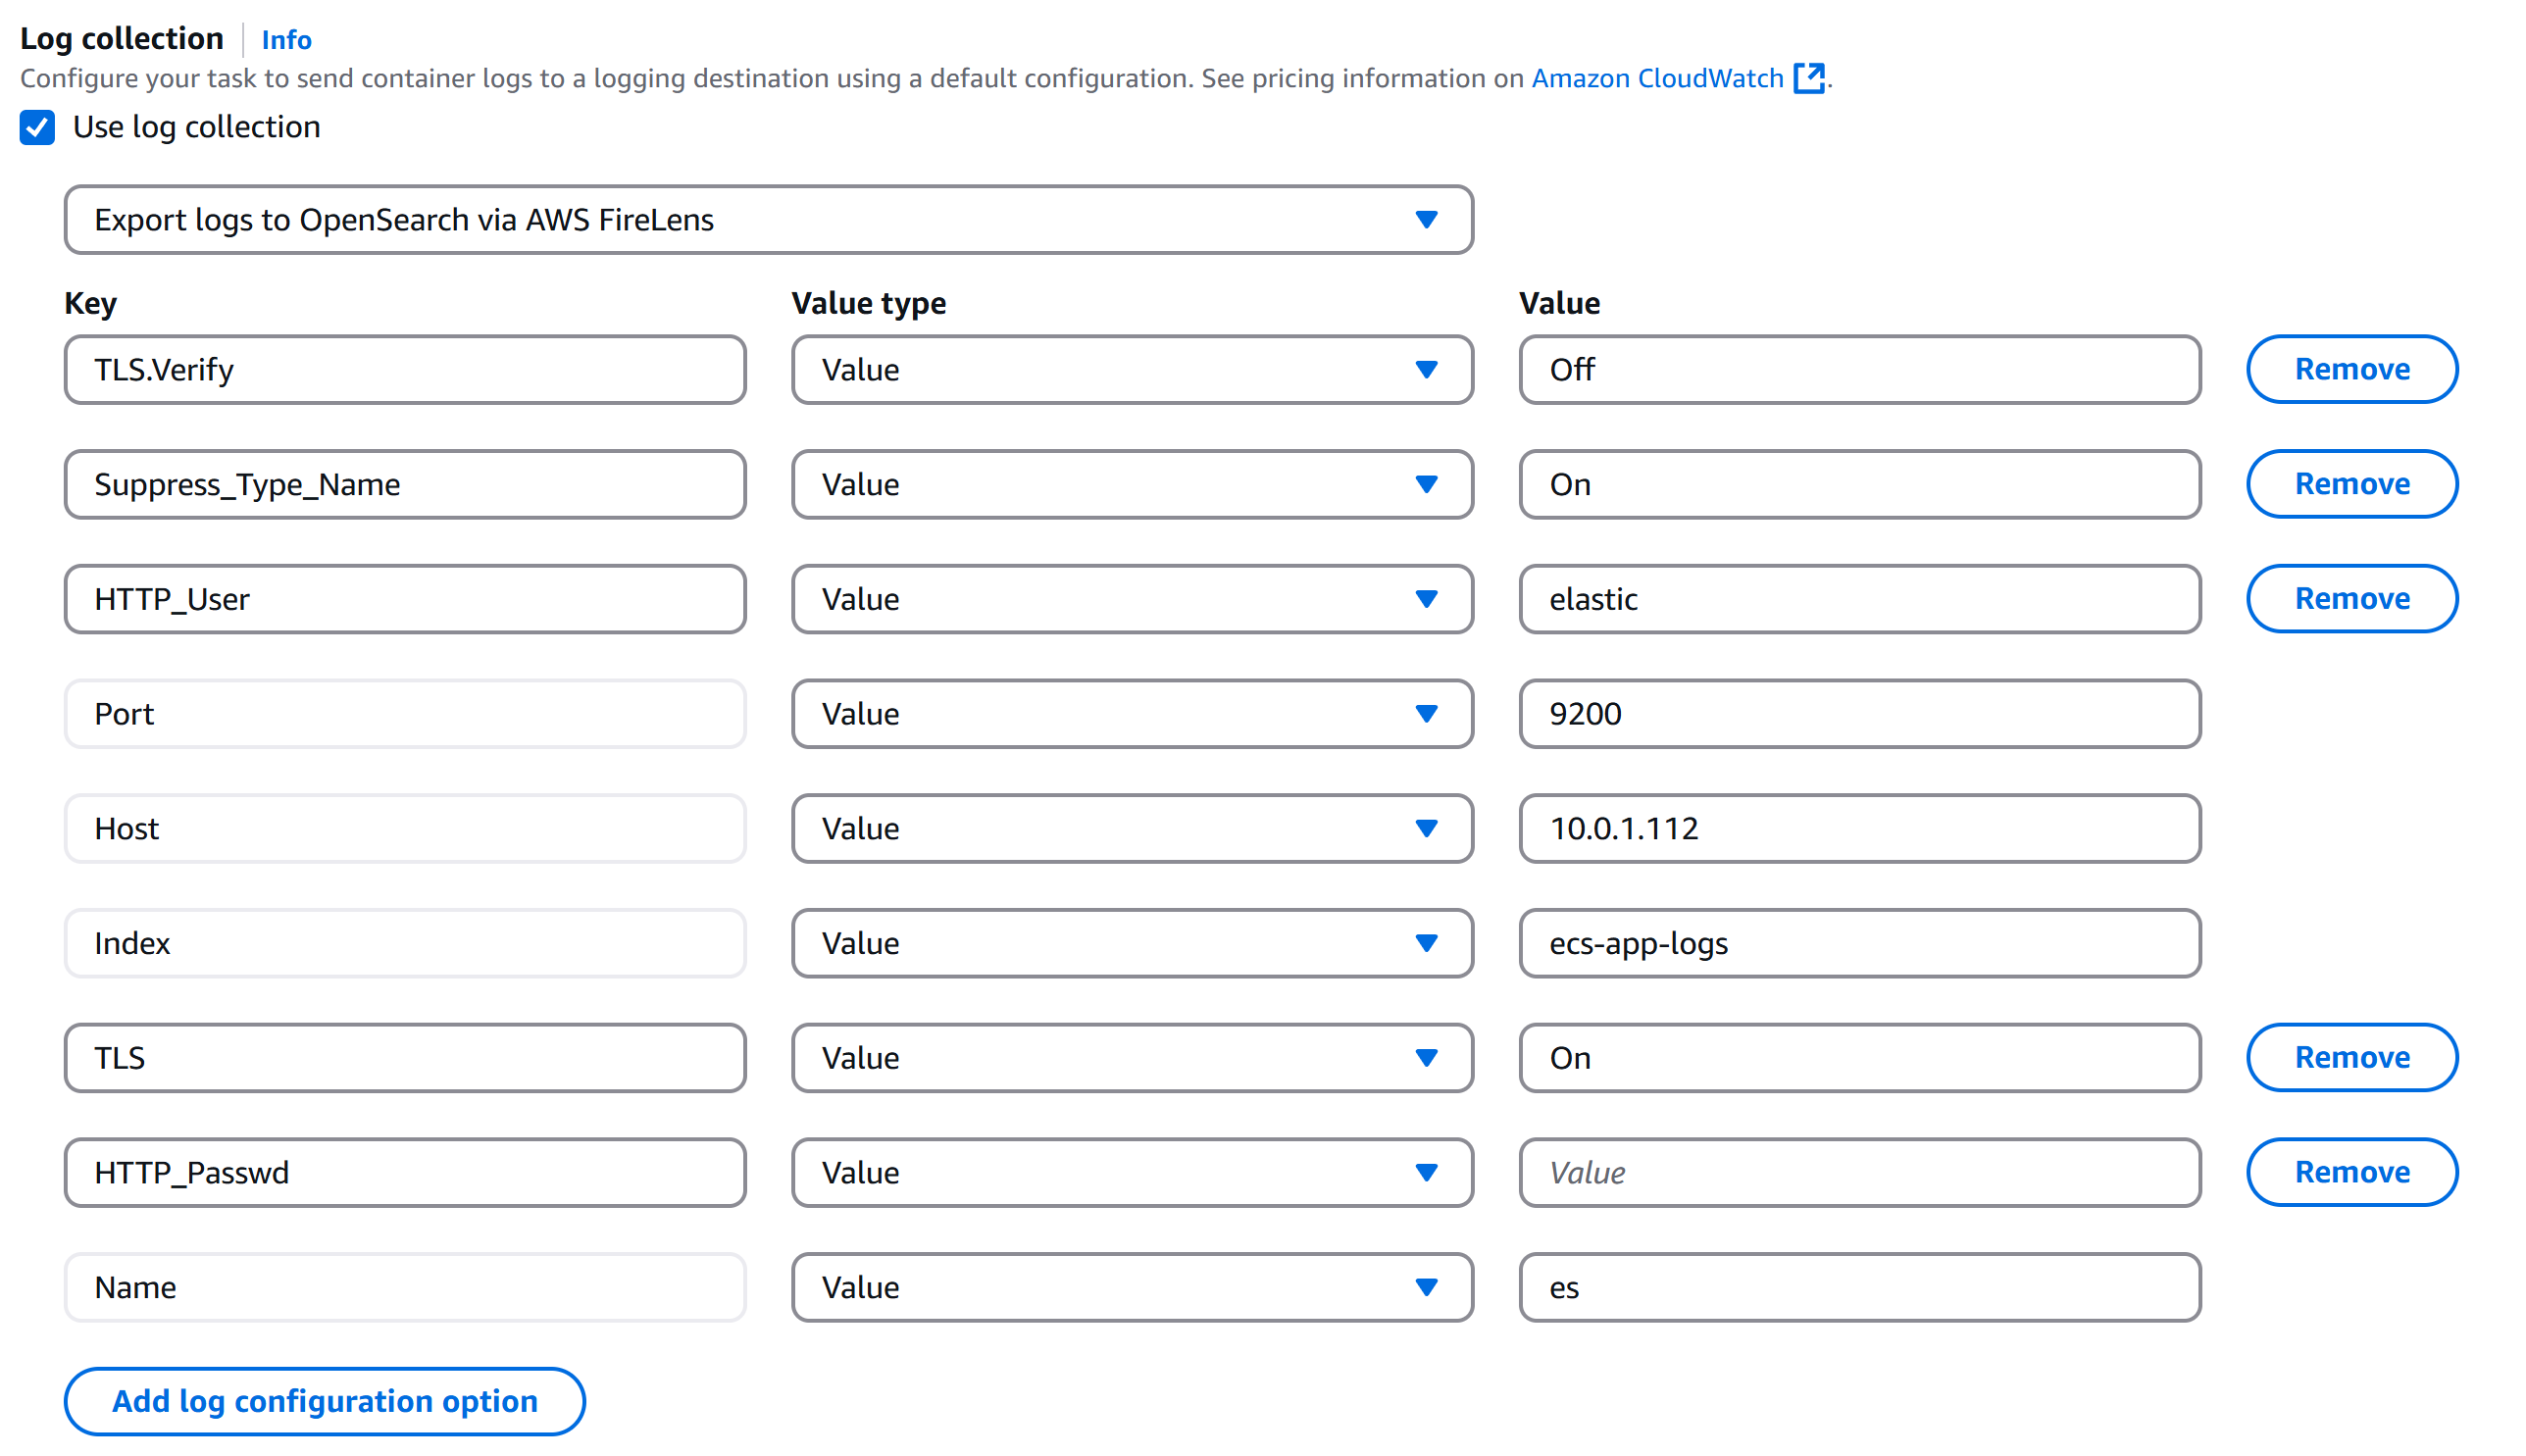 Log collection Info
Configure your task to send container logs to a logging destination using a default configuration. See pricing information on Amazon CloudWatch.
Use log collection
Export logs to OpenSearch via AWS FireLens
Key Value type Value
TLS.Verify Value Off Remove
Suppress_Type_Name Value On Remove
HTTP_User Value elastic Remove
Port Value 9200
Host Value 10.0.1.112
Index Value ecs-app-logs
TLS Value On Remove
HTTP_Passwd Value Value Remove
Name Value es
Add log configuration option